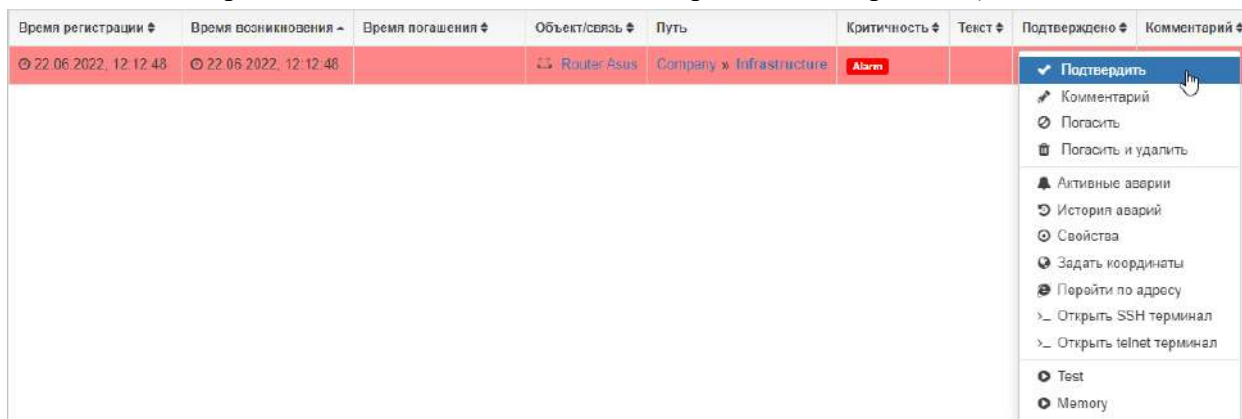 Время регистрации Время возникновения Время погашения Объект/связь Путь Критичность Текст Подтверждено Комментарий
22.06.2022, 12:12:48 22.06.2022, 12:12:48 Router Asus Company » Infrastructure Alarm
Подтвердить
Комментарий
Погасить
Погасить и удалить
Активные аварии
История аварий
Свойства
Задать координаты
Перейти по адресу
Открыть SSH терминал
Открыть telnet терминал
Test
Memory